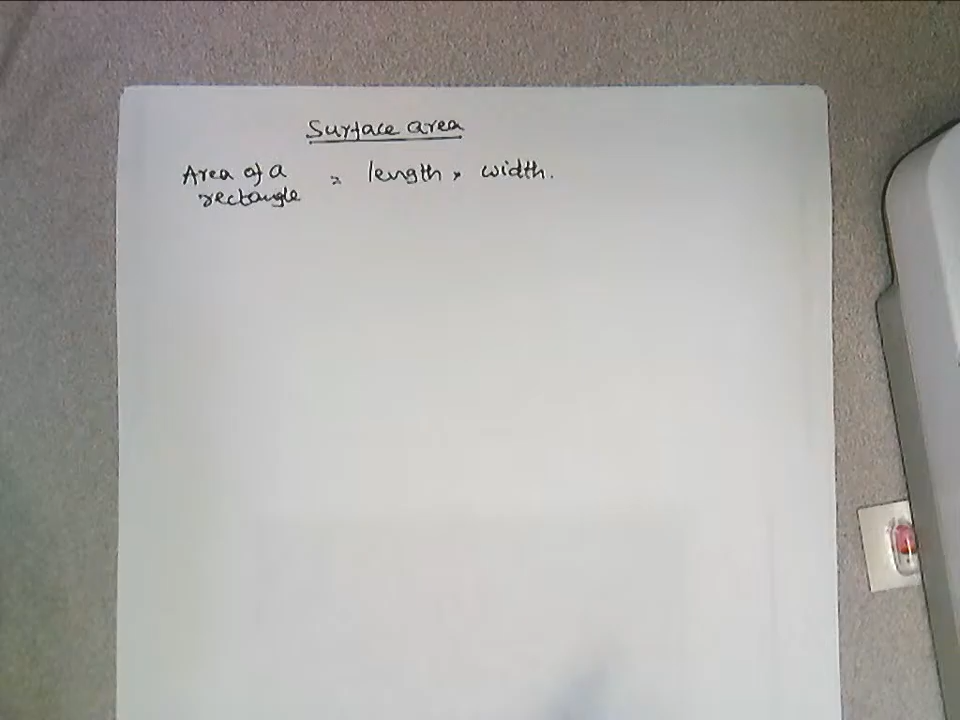 Surface area
Area of a = length × width.
rectangle